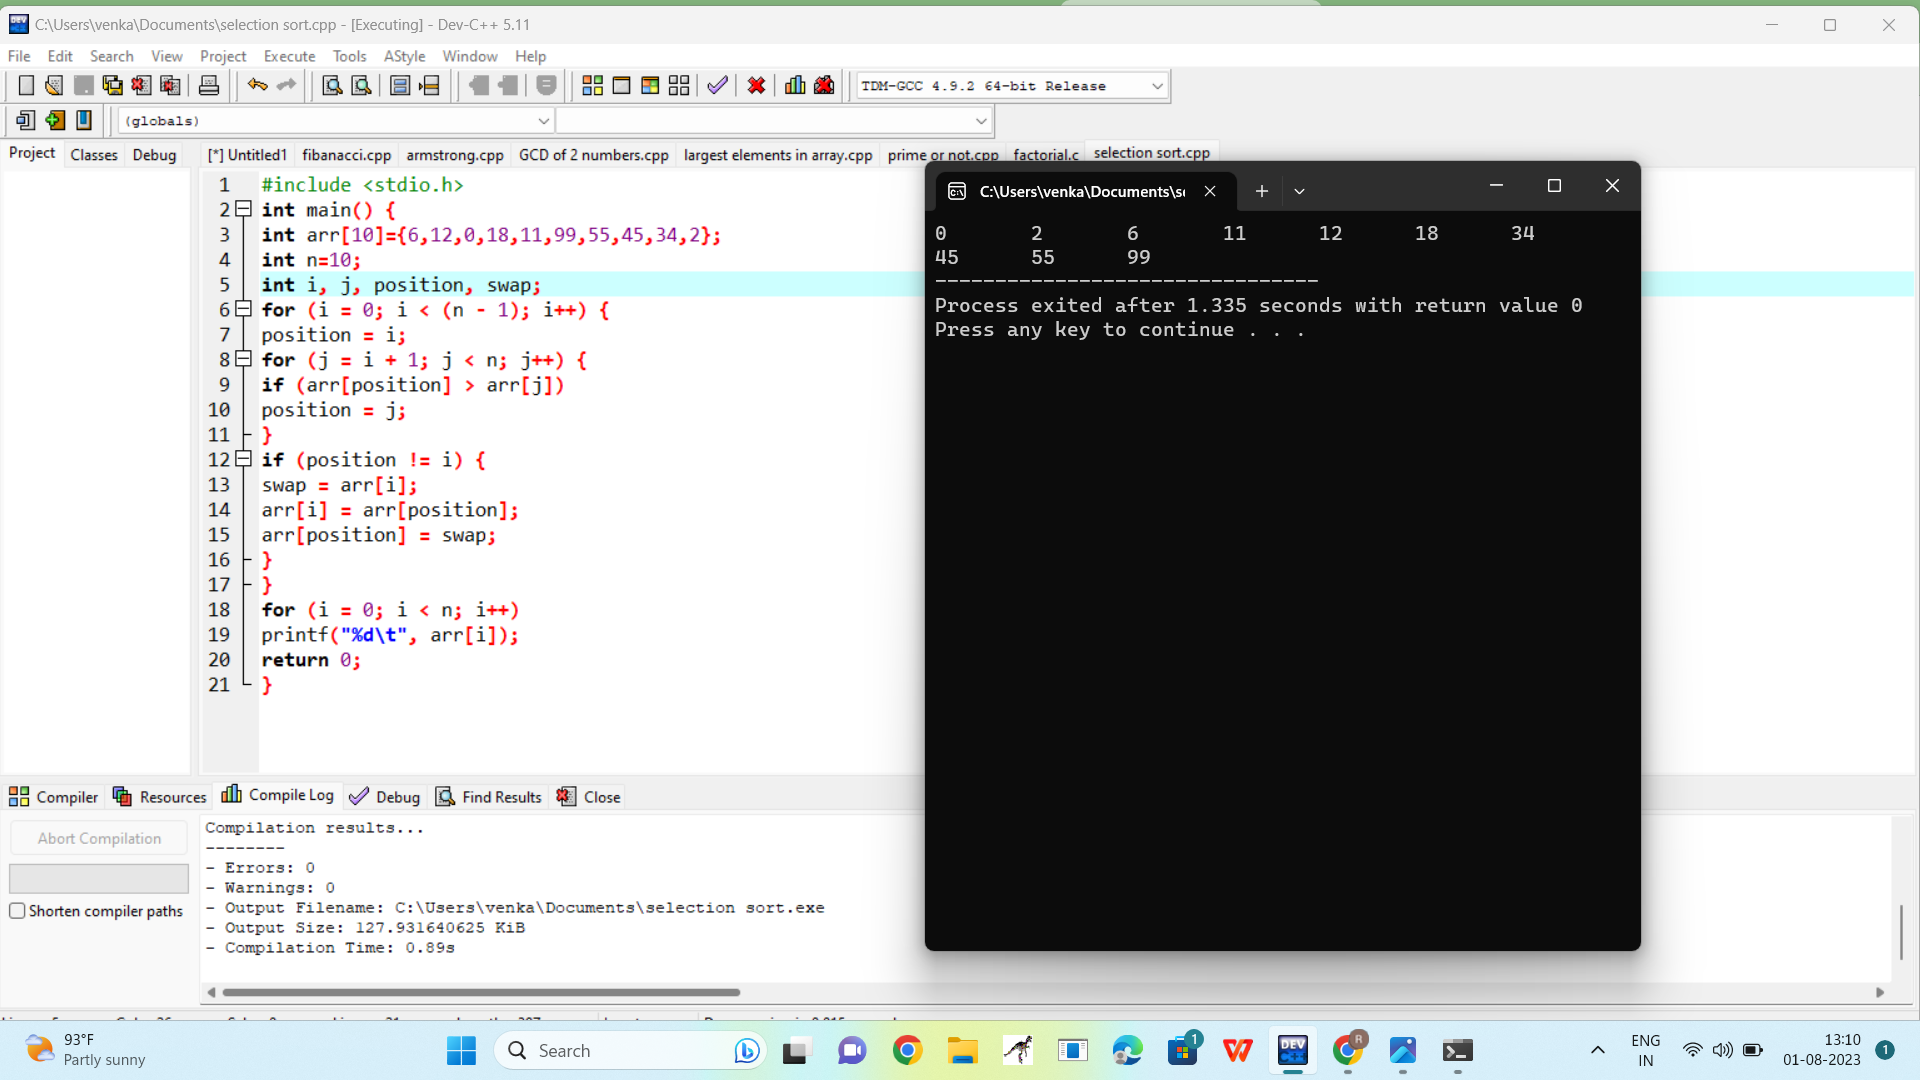 C:\Users\venka\Documents\selection sort.cpp - [Executing] - Dev-C++ 5.11
File Edit Search View Project Execute Tools AStyle Window Help
TDM-GCC 4.9.2 64-bit Release
(globals)
Project Classes Debug
[*] Untitled1 fibanacci.cpp armstrong.cpp GCD of 2 numbers.cpp largest elements in array.cpp prime or not.cpp factorial.c selection sort.cpp
1 #include <stdio.h>
2 int main() {
3 int arr[10]={6,12,0,18,11,99,55,45,34,2};
4 int n=10;
5 int i, j, position, swap;
6 for (i = 0; i < (n - 1); i++) {
7 position = i;
8 for (j = i + 1; j < n; j++) {
9 if (arr[position] > arr[j])
10 position = j;
11 }
12 if (position != i) {
13 swap = arr[i];
14 arr[i] = arr[position];
15 arr[position] = swap;
16 }
17 }
18 for (i = 0; i < n; i++)
19 printf("%d\t", arr[i]);
20 return 0;
21 }
C:\Users\venka\Documents\se
0 2 6 11 12 18 34
45 55 99
--------------------------------
Process exited after 1.335 seconds with return value 0
Press any key to continue . . .
Compiler Resources Compile Log Debug Find Results Close
Abort Compilation
Shorten compiler paths
Compilation results...
--------
- Errors: 0
- Warnings: 0
- Output Filename: C:\Users\venka\Documents\selection sort.exe
- Output Size: 127.931640625 KiB
- Compilation Time: 0.89s
93°F
Partly sunny
Search
1
DEV
C++
R
ENG
IN
13:10
01-08-2023
1